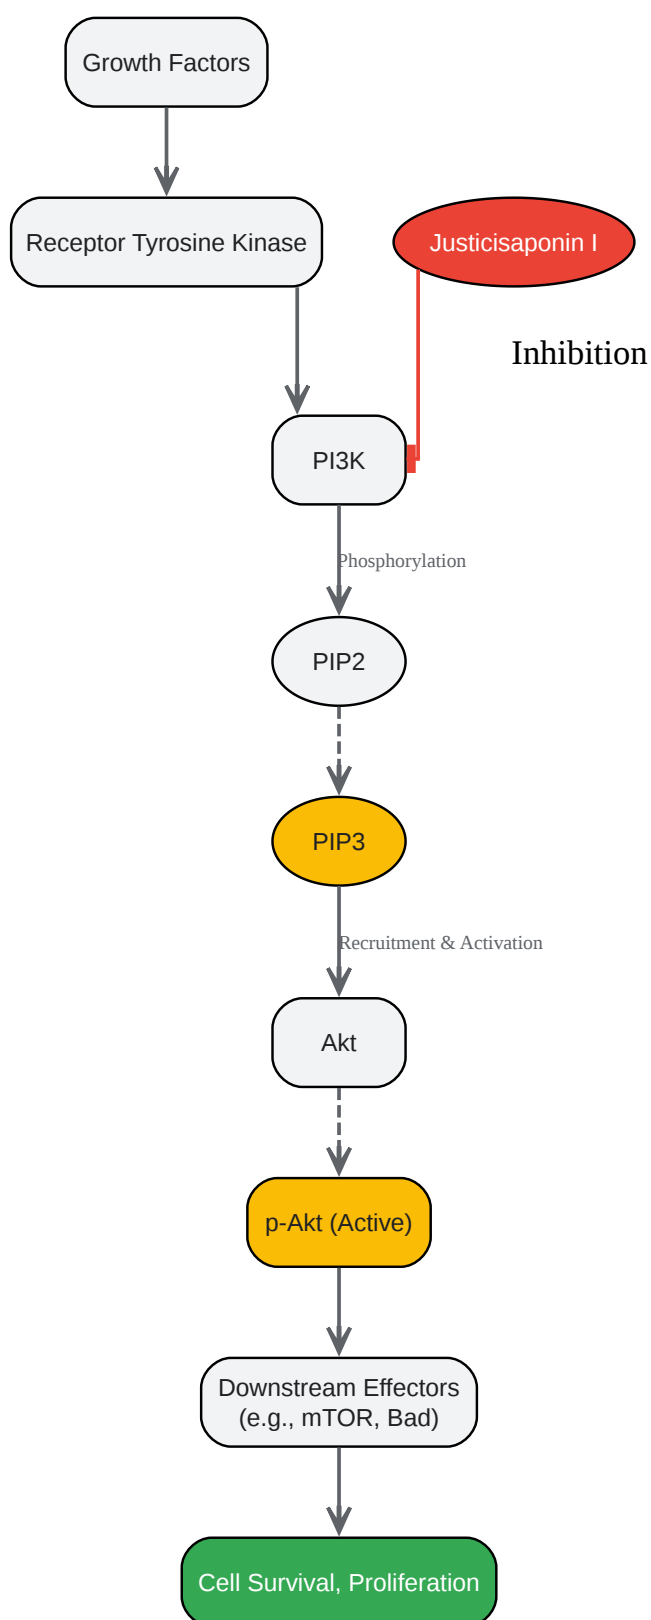 Growth Factors
Receptor Tyrosine Kinase
Justicisaponin I
Inhibition
PI3K
Phosphorylation
PIP2
PIP3
Recruitment & Activation
Akt
p-Akt (Active)
Downstream Effectors
(e.g., mTOR, Bad)
Cell Survival, Proliferation